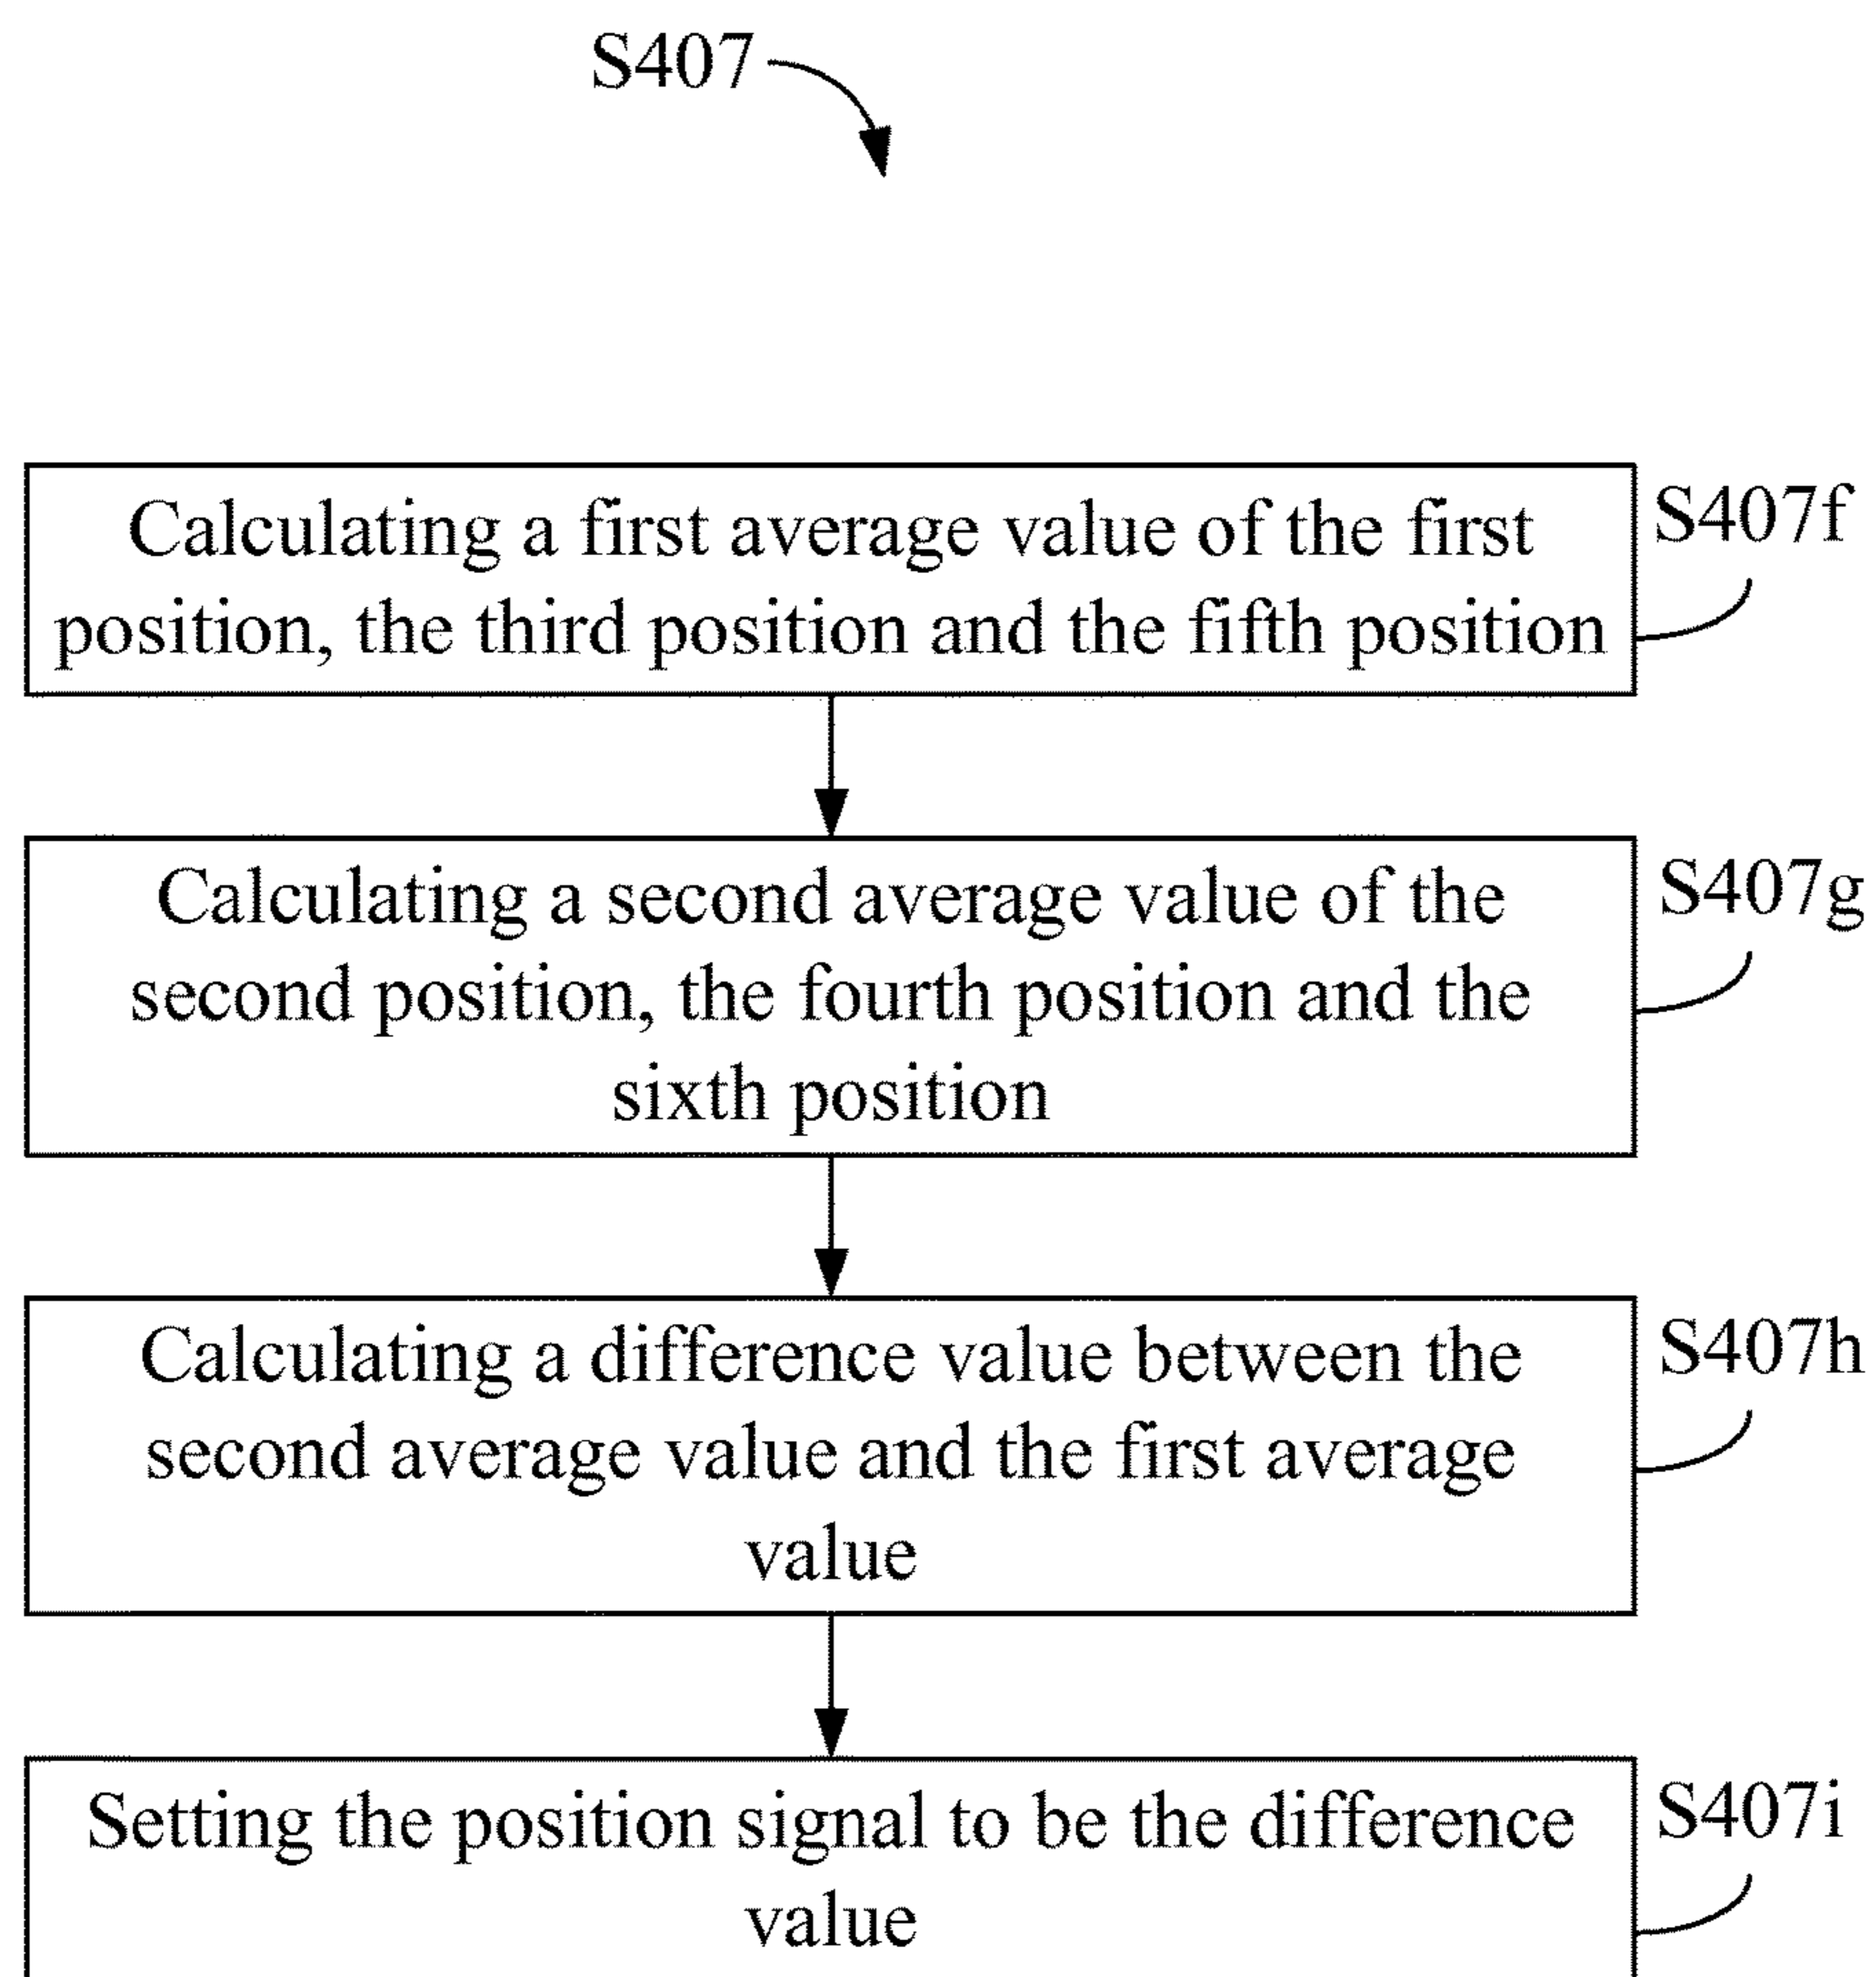 S407
Calculating a first average value of the first
position, the third position and the fifth position
S407f
Calculating a second average value of the
second position, the fourth position and the
sixth position
S407g
Calculating a difference value between the
second average value and the first average
value
S407h
Setting the position signal to be the difference
value
S407i